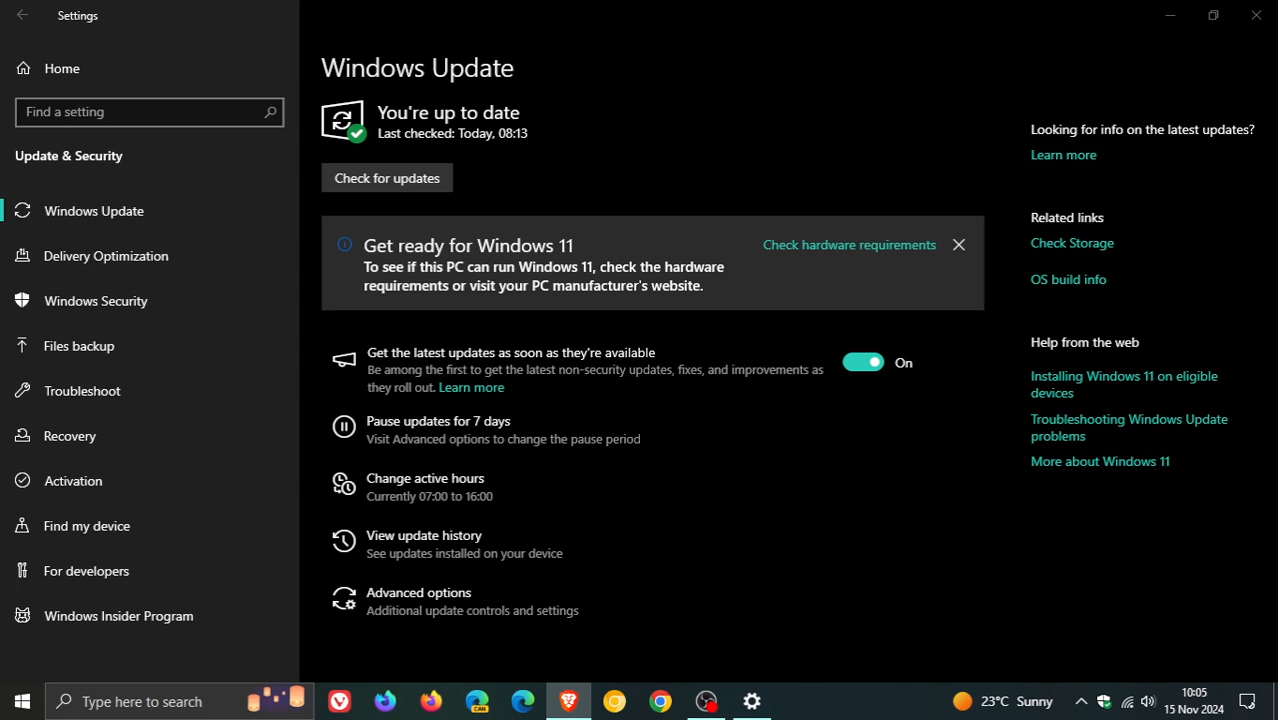 Settings
Home
Find a setting
Update & Security
Windows Update
Delivery Optimization
Windows Security
Files backup
Troubleshoot
Recovery
Activation
Find my device
For developers
Windows Insider Program
Windows Update
You're up to date
Last checked: Today, 08:13
Check for updates
Get ready for Windows 11
Check hardware requirements
To see if this PC can run Windows 11, check the hardware
requirements or visit your PC manufacturer's website.
Get the latest updates as soon as they're available
Be among the first to get the latest non-security updates, fixes, and improvements as
they roll out. Learn more
On
Pause updates for 7 days
Visit Advanced options to change the pause period
Change active hours
Currently 07:00 to 16:00
View update history
See updates installed on your device
Advanced options
Additional update controls and settings
Looking for info on the latest updates?
Learn more
Related links
Check Storage
OS build info
Help from the web
Installing Windows 11 on eligible
devices
Troubleshooting Windows Update
problems
More about Windows 11
Type here to search
CAN
23°C Sunny
10:05
15 Nov 2024